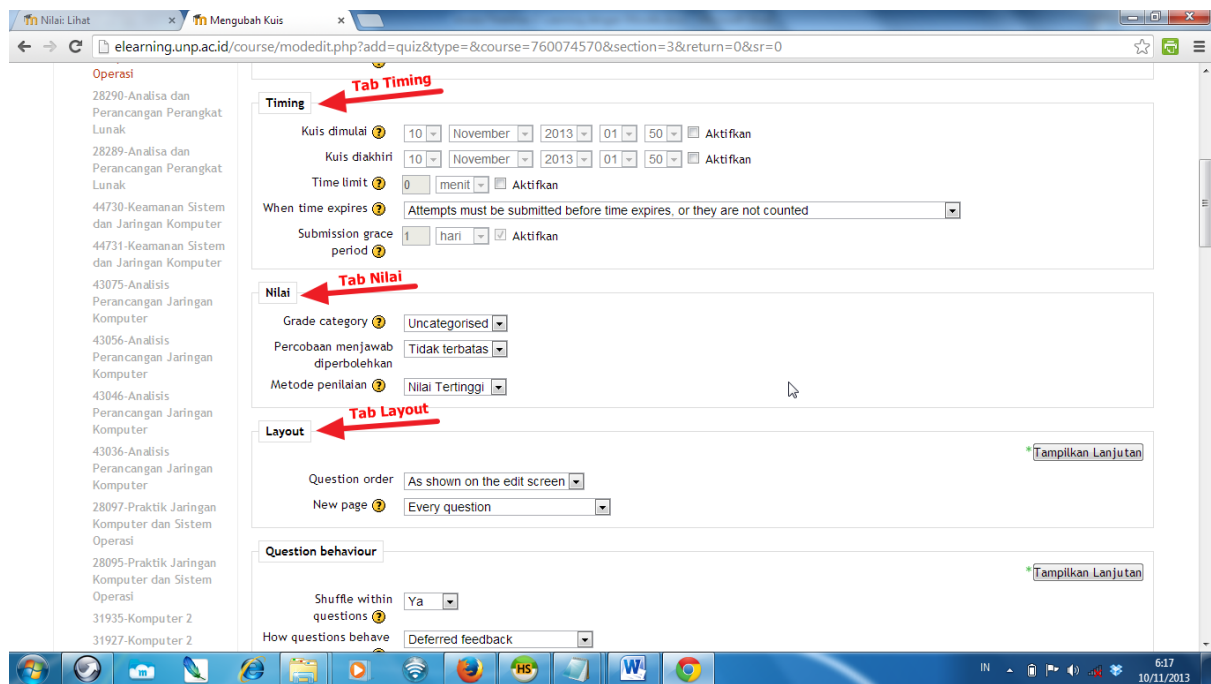 Nilai: Lihat
Mengubah Kuis
elearning.unp.ac.id/course/modedit.php?add=quiz&type=&course=760074570&section=3&return=0&sr=0
Operasi
28290-Analisa dan
Perancangan Perangkat
Lunak
28289-Analisa dan
Perancangan Perangkat
Lunak
44730-Keamanan Sistem
dan Jaringan Komputer
44731-Keamanan Sistem
dan Jaringan Komputer
43075-Analisis
Perancangan Jaringan
Komputer
43056-Analisis
Perancangan Jaringan
Komputer
43046-Analisis
Perancangan Jaringan
Komputer
43036-Analisis
Perancangan Jaringan
Komputer
28097-Praktik Jaringan
Komputer dan Sistem
Operasi
28095-Praktik Jaringan
Komputer dan Sistem
Operasi
31935-Komputer 2
31927-Komputer 2
Tab Timing
Timing
Kuis dimulai 10 November 2013 01 50 Aktifkan
Kuis diakhiri 10 November 2013 01 50 Aktifkan
Time limit 0 menit Aktifkan
When time expires Attempts must be submitted before time expires, or they are not counted
Submission grace 1 hari Aktifkan
period
Tab Nilai
Nilai
Grade category Uncategorised
Percobaan menjawab Tidak terbatas
diperbolehkan
Metode penilaian Nilai Tertinggi
Tab Layout
Layout
*Tampilkan Lanjutan
Question order As shown on the edit screen
New page Every question
Question behaviour
*Tampilkan Lanjutan
Shuffle within Ya
questions
How questions behave Deferred feedback
m
HS
W
IN
6:17
10/11/2013